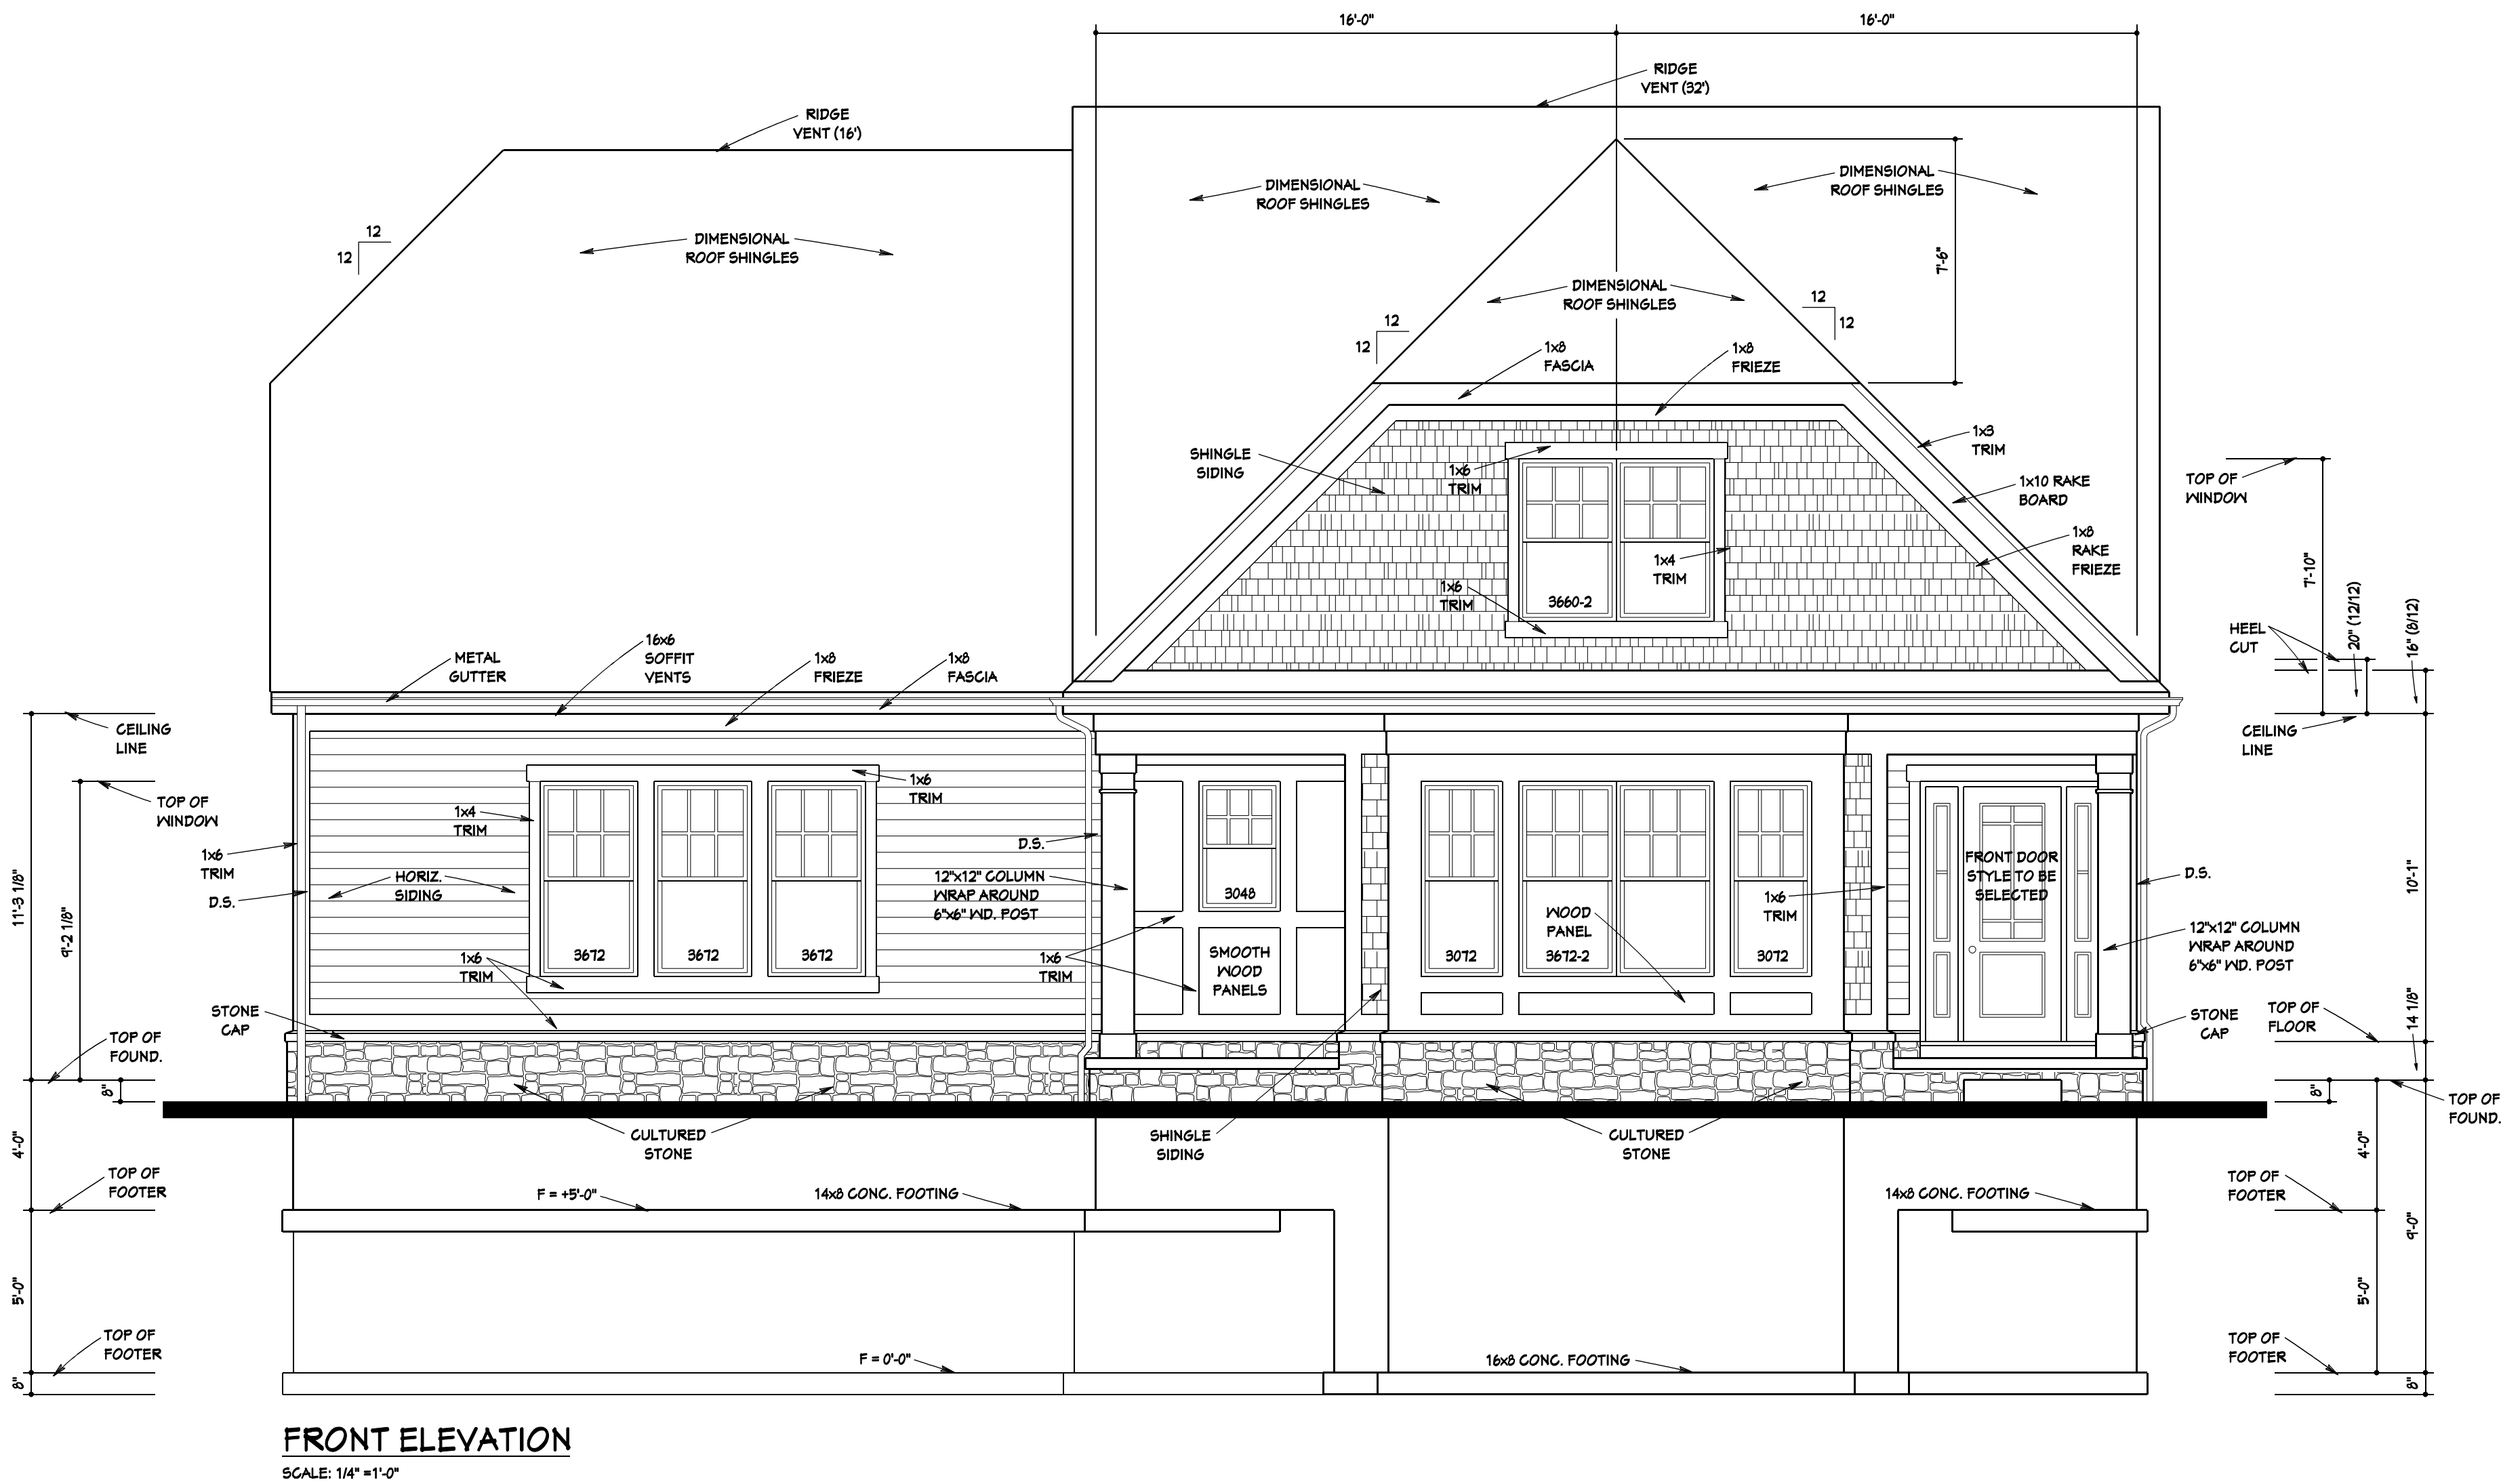 16'-0"
16'-0"
RIDGE
VENT (32')
RIDGE
VENT (16')
DIMENSIONAL
ROOF SHINGLES
DIMENSIONAL
ROOF SHINGLES
12
12
DIMENSIONAL
ROOF SHINGLES
7'-6"
DIMENSIONAL
ROOF SHINGLES
12
12
12
12
1x8
FASCIA
1x8
FRIEZE
SHINGLE
SIDING
1x6
TRIM
1x3
TRIM
1x10 RAKE
BOARD
TOP OF
WINDOW
1x8
RAKE
FRIEZE
1x4
TRIM
1x6
TRIM
3660-2
7'-10"
20" (12/12)
16" (8/12)
HEEL
CUT
METAL
GUTTER
16x6
SOFFIT
VENTS
1x8
FRIEZE
1x8
FASCIA
CEILING
LINE
CEILING
LINE
TOP OF
WINDOW
1x6
TRIM
1x4
TRIM
1x6
TRIM
D.S.
D.S.
HORIZ.
SIDING
12"x12" COLUMN
WRAP AROUND
6"x6" WD. POST
3048
11'-3 1/8"
9'-2 1/8"
FRONT DOOR
STYLE TO BE
SELECTED
D.S.
1x6
TRIM
WOOD
PANEL
10'-1"
12"x12" COLUMN
WRAP AROUND
6"x6" WD. POST
3672
3672
3672
1x6
TRIM
1x6
TRIM
SMOOTH
WOOD
PANELS
3072
3672-2
3072
STONE
CAP
STONE
CAP
TOP OF
FLOOR
14 1/8"
TOP OF
FOUND.
8"
8"
TOP OF
FOUND.
CULTURED
STONE
SHINGLE
SIDING
CULTURED
STONE
4'-0"
4'-0"
TOP OF
FOOTER
F = +5'-0"
14x8 CONC. FOOTING
14x8 CONC. FOOTING
TOP OF
FOOTER
9'-0"
5'-0"
5'-0"
TOP OF
FOOTER
F = 0'-0"
16x8 CONC. FOOTING
TOP OF
FOOTER
8"
8"
FRONT ELEVATION
SCALE: 1/4" =1'-0"